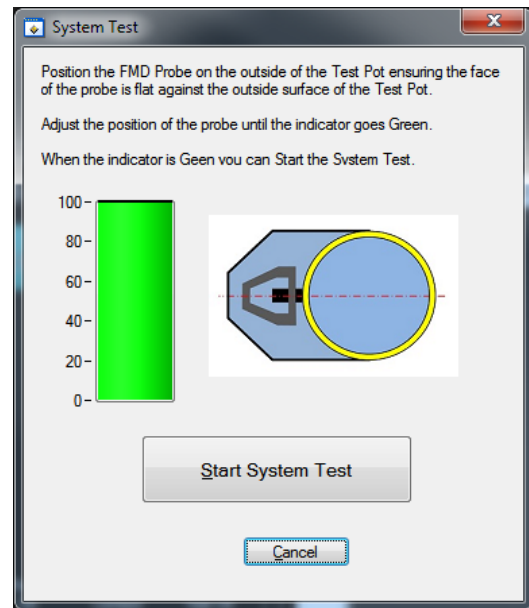 System Test
Position the FMD Probe on the outside of the Test Pot ensuring the face
of the probe is flat against the outside surface of the Test Pot.
Adjust the position of the probe until the indicator goes Green.
When the indicator is Geen you can Start the System Test.
100
80
60
40
20
0
Start System Test
Cancel